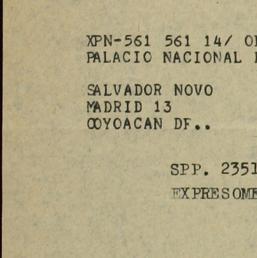 XPN-561 561 14/
PALACIO NACIONAL
SALVADOR NOVO
MADRID 13
COYOACAN DF..
SPP. 2351
EXPRESOME